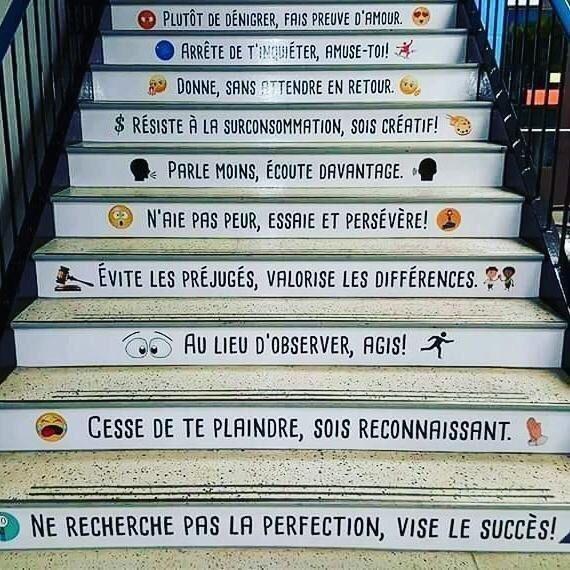 PLUTÔT DE DÉNIGRER, FAIS PREUVE D'AMOUR.
ARRÊTE DE T'INQUIÉTER, AMUSE-TOI!
DONNE, SANS ATTENDRE EN RETOUR.
$ RÉSISTE À LA SURCONSOMMATION, SOIS CRÉATIF!
PARLE MOINS, ÉCOUTE DAVANTAGE.
N'AIE PAS PEUR, ESSAIE ET PERSÉVÈRE!
ÉVITE LES PRÉJUGÉS, VALORISE LES DIFFÉRENCES.
AU LIEU D'OBSERVER, AGIS!
CESSE DE TE PLAINDRE, SOIS RECONNAISSANT.
NE RECHERCHE PAS LA PERFECTION, VISE LE SUCCÈS!